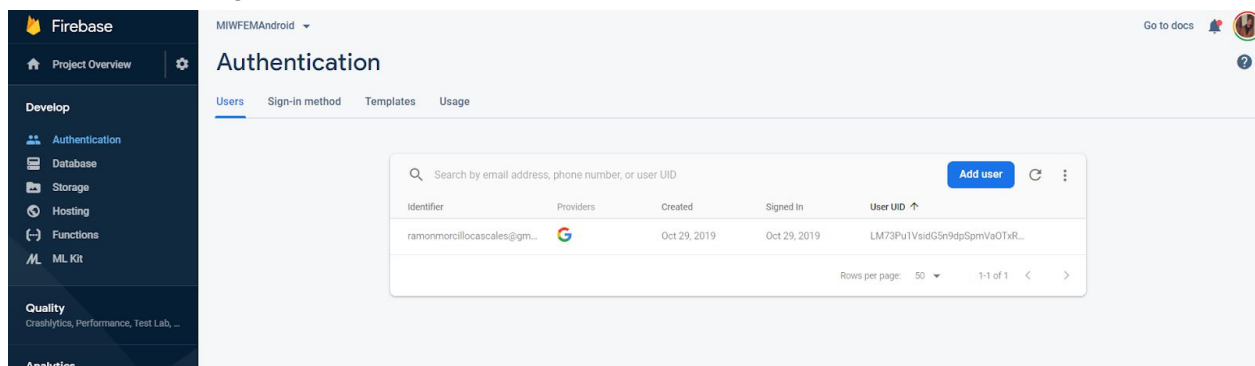 Firebase
MIWFEMAndroid
Go to docs
Project Overview
Authentication
Develop
Users Sign-in method Templates Usage
Authentication
Database
Storage
Hosting
Functions
ML Kit
Quality
Crashlytics, Performance, Test Lab, ...
Analytics
Search by email address, phone number, or user UID
Add user
Identifier Providers Created Signed In User UID
ramonmorcillocascales@gm... Oct 29, 2019 Oct 29, 2019 LM73Pu1VsidG5n9dpSpmVaOTxR...
Rows per page: 50 1-1 of 1